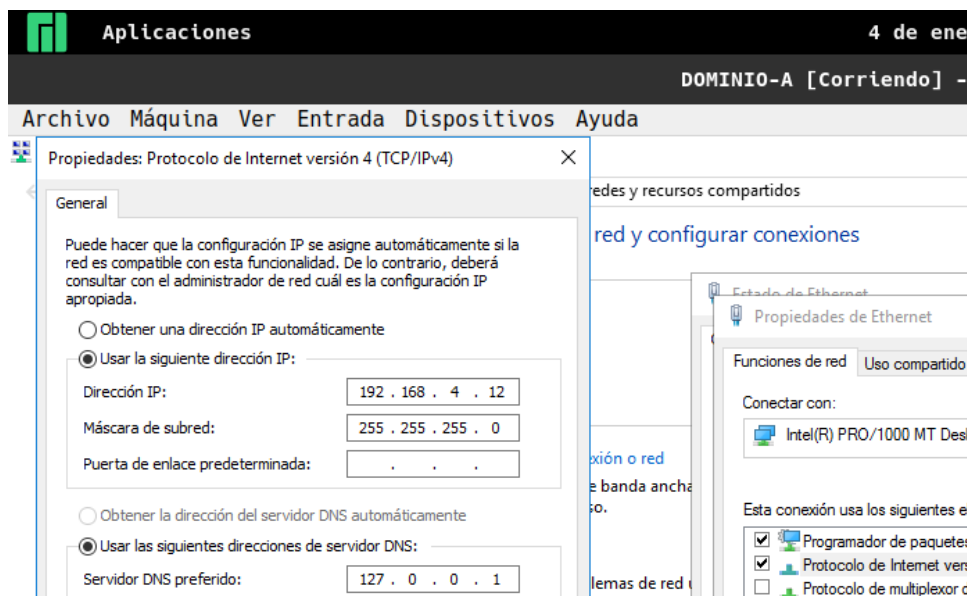 Aplicaciones
4 de ene
DOMINIO-A [Corriendo] -
Archivo Máquina Ver Entrada Dispositivos Ayuda
Propiedades: Protocolo de Internet versión 4 (TCP/IPv4)
General
Puede hacer que la configuración IP se asigne automáticamente si la
red es compatible con esta funcionalidad. De lo contrario, deberá
consultar con el administrador de red cuál es la configuración IP
apropiada.
Obtener una dirección IP automáticamente
Usar la siguiente dirección IP:
Dirección IP: 192 . 168 . 4 . 12
Máscara de subred: 255 . 255 . 255 . 0
Puerta de enlace predeterminada: . . .
Obtener la dirección del servidor DNS automáticamente
Usar las siguientes direcciones de servidor DNS:
Servidor DNS preferido: 127 . 0 . 0 . 1
redes y recursos compartidos
red y configurar conexiones
exión o red
e banda ancha
so.
lemas de red
Estado de Ethernet
Propiedades de Ethernet
Funciones de red
Uso compartido
Conectar con:
Intel(R) PRO/1000 MT Desk
Esta conexión usa los siguientes e
Programador de paquetes
Protocolo de Internet vers
Protocolo de multiplexor d